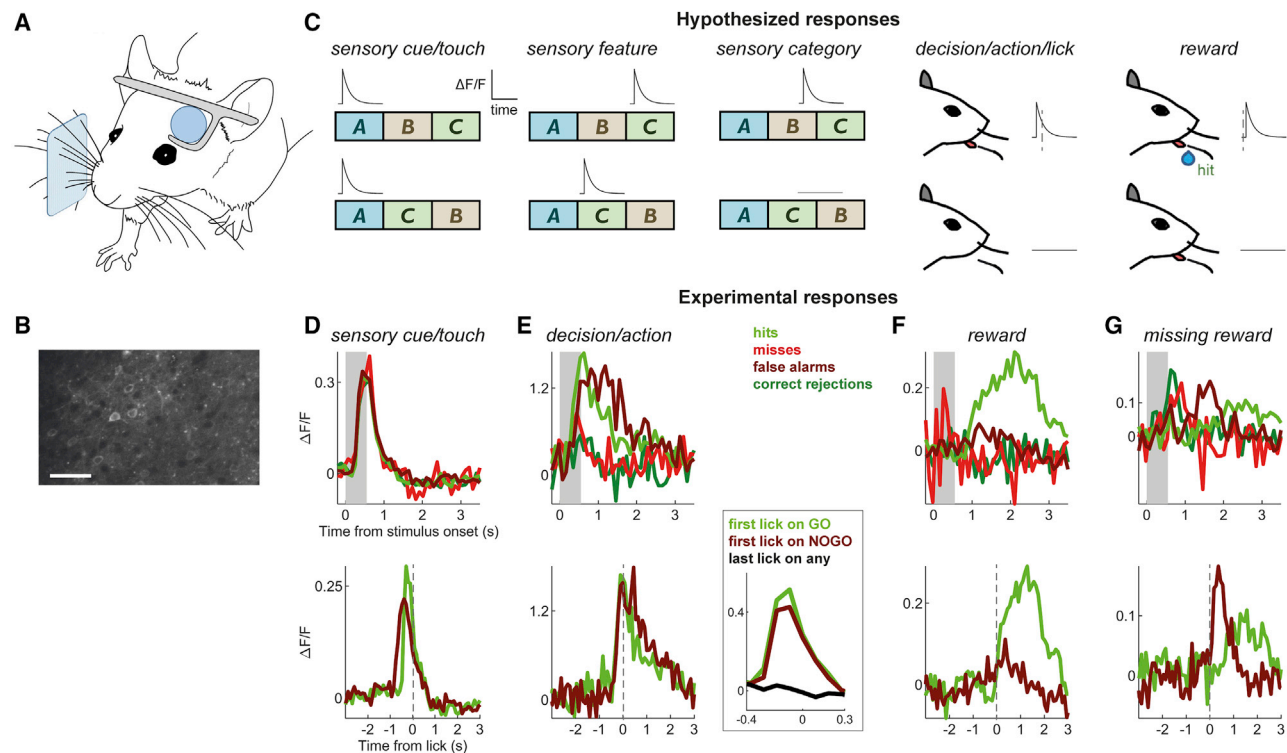 A
C
Hypothesized responses
sensory cue/touch
sensory feature
sensory category
decision/action/lick
reward
ΔF/F
time
A B C
A B C
A B C
hit
A C B
A C B
A C B
Experimental responses
B
D
sensory cue/touch
E
decision/action
hits
misses
false alarms
correct rejections
F
reward
G
missing reward
ΔF/F
0.3
0
0 1 2 3
Time from stimulus onset (s)
1.2
0
0 1 2 3
0.2
0
0 1 2 3
0.1
0
0 1 2 3
first lick on GO
first lick on NOGO
last lick on any
0.4
0
-0.4 0 0.3
ΔF/F
0.25
0
-2 -1 0 1 2 3
Time from lick (s)
1.2
0
-2 -1 0 1 2 3
0.2
0
-2 -1 0 1 2 3
0.1
0
-2 -1 0 1 2 3